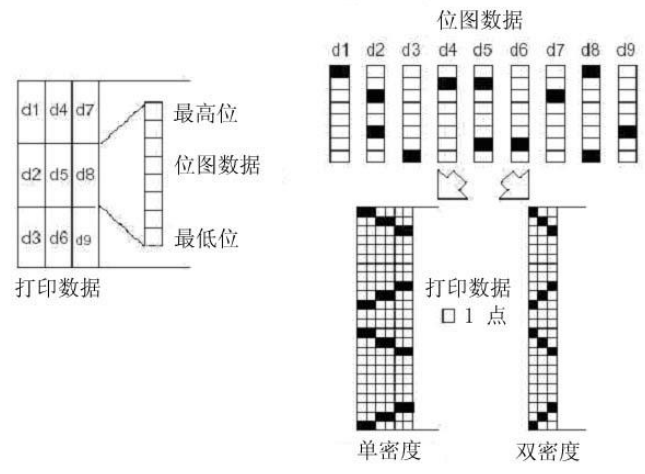 位图数据
d1 d2 d3 d4 d5 d6 d7 d8 d9
d1 d4 d7
最高位
d2 d5 d8
位图数据
d3 d6 d9
最低位
打印数据
打印数据
1 点
单密度
双密度